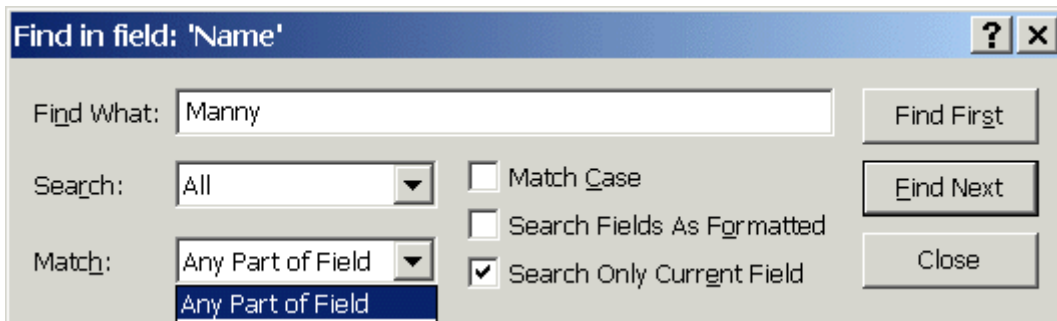 Find in field: 'Name'
?
Find What: Manny
Find First
Search: All
Match Case
Find Next
Search Fields As Formatted
Match: Any Part of Field
Search Only Current Field
Close
Any Part of Field